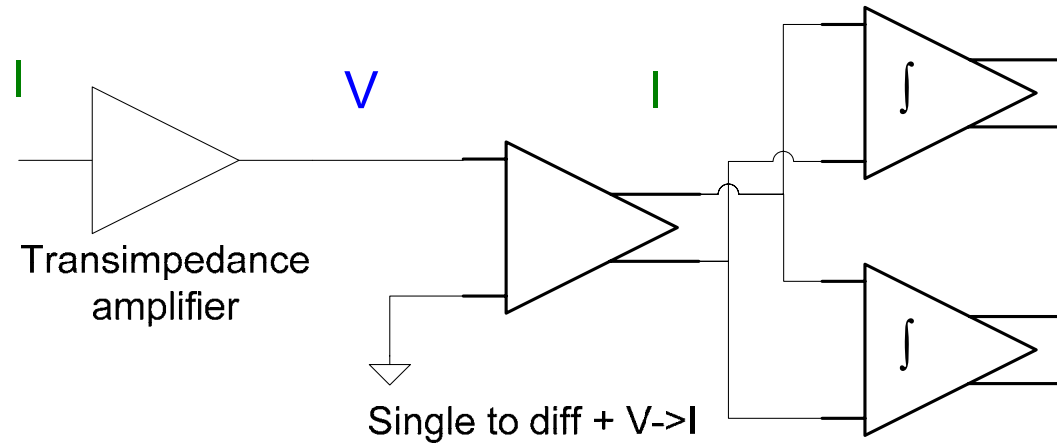 I
V
I
∫
∫
Transimpedance
amplifier
Single to diff + V->I